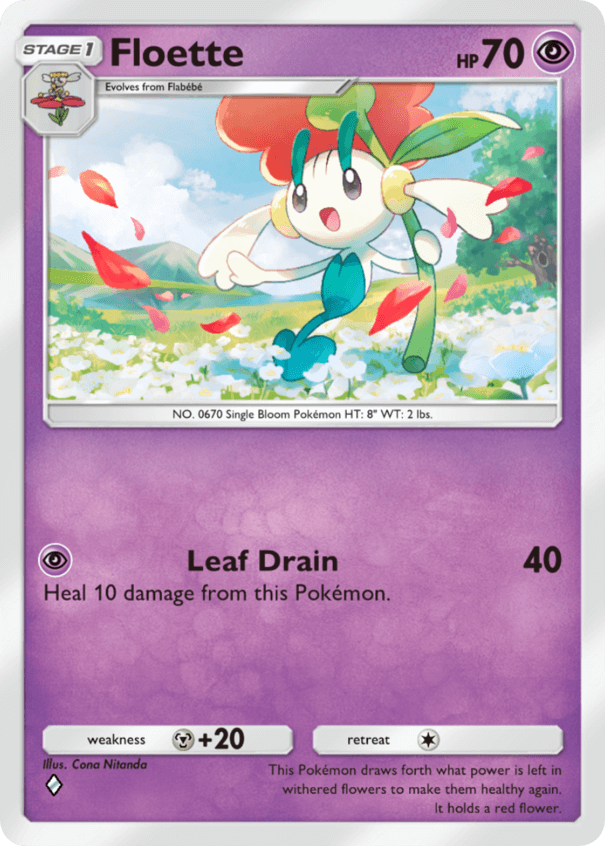 STAGE 1 Floette HP 70
Evolves from Flabébé
NO. 0670 Single Bloom Pokémon HT: 8" WT: 2 lbs.
Leaf Drain 40
Heal 10 damage from this Pokémon.
weakness +20 retreat
Illus. Cona Nitanda
This Pokémon draws forth what power is left in
withered flowers to make them healthy again.
It holds a red flower.